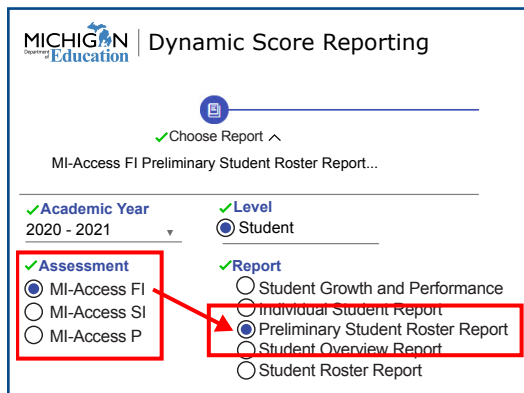 MICHIGAN
Department of Education
Dynamic Score Reporting
Choose Report
MI-Access FI Preliminary Student Roster Report...
Academic Year
2020 - 2021
Level
Student
Assessment
MI-Access FI
MI-Access SI
MI-Access P
Report
Student Growth and Performance
Individual Student Report
Preliminary Student Roster Report
Student Overview Report
Student Roster Report